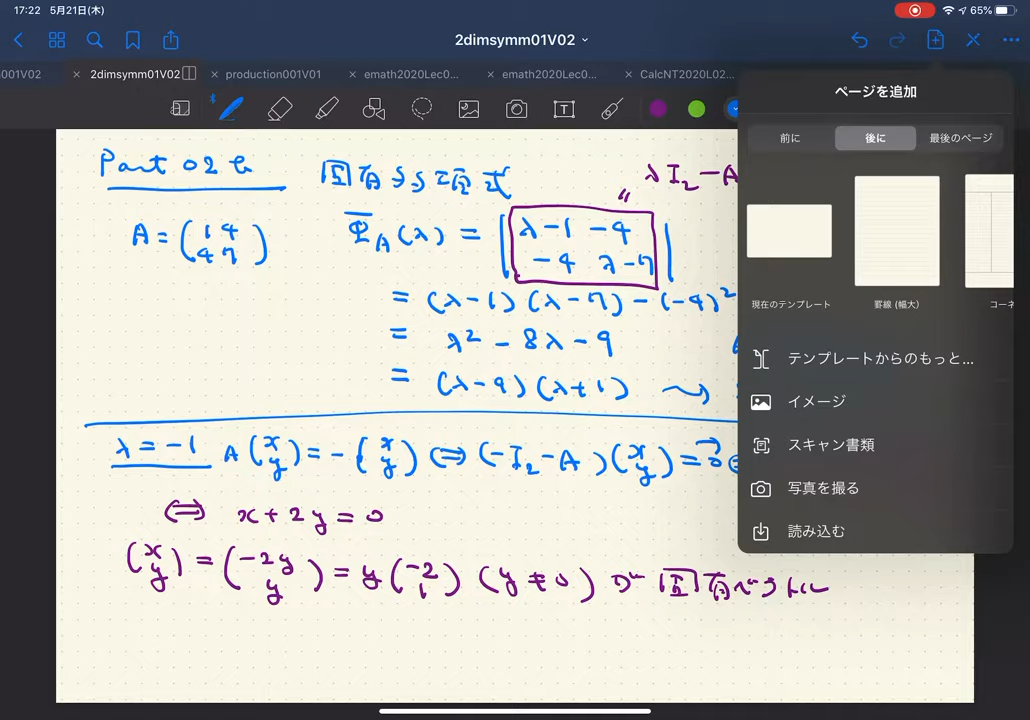 17:22 5月21日(木)
65%
2dimsymm01V02
001V02
2dimsymm01V02
production001V01
emath2020Lec0...
emath2020Lec0...
CalcNT2020L02...
ページを追加
前に
後に
最後のページ
現在のテンプレート
罫線 (幅大)
コーネ
テンプレートからのもっと...
イメージ
スキャン書類
写真を撮る
読み込む
Part 02 b
固有多項式
λI₂-A
A = (1 4 4 7)
Φ_A(λ) = | λ-1 -4 -4 λ-7 |
= (λ-1)(λ-7)-(-4)²
= λ² - 8λ - 9
= (λ-9)(λ+1) ⇝
λ = -1 A(x y) = -(x y) ⇔ (-I₂-A)(x y) = 0⃗
⇔ x + 2y = 0
(x y) = (-2y y) = y(-2 1) (y ≠ 0) が 固有ベクトル